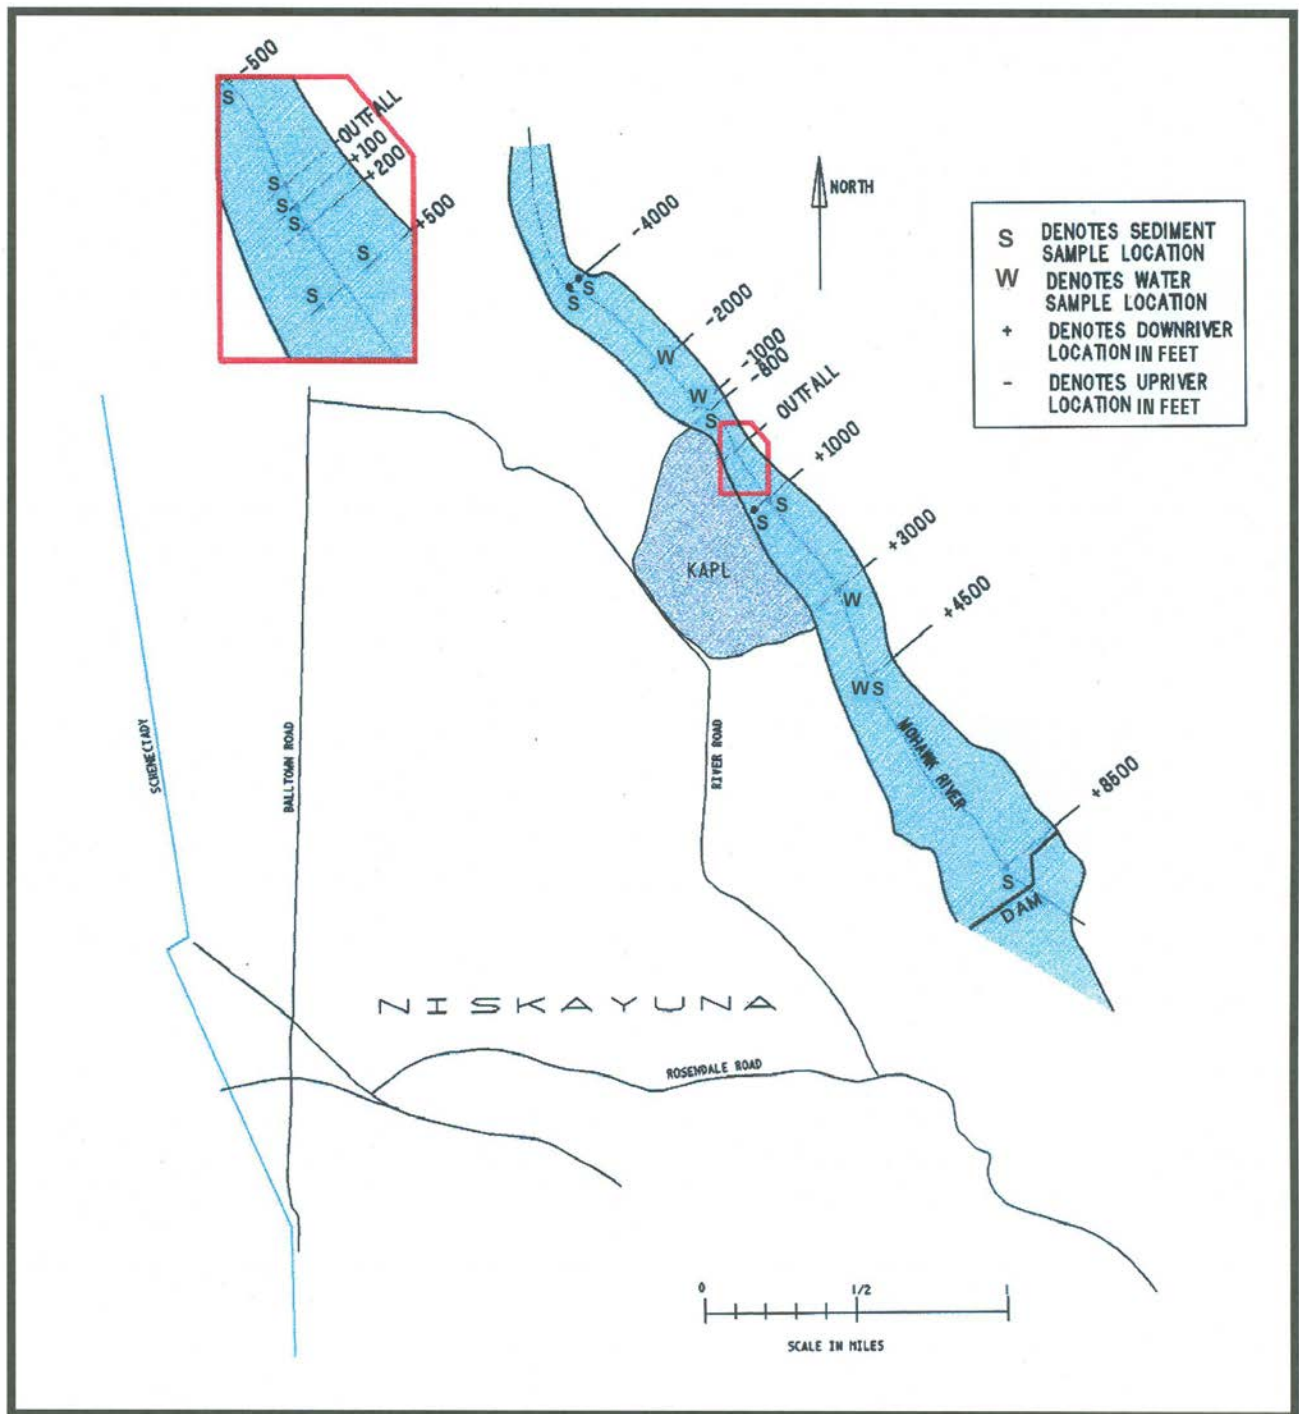 -500
S
-OUTFALL
+100
+200
S
S
S
+500
S
S
NORTH
S DENOTES SEDIMENT
SAMPLE LOCATION
W DENOTES WATER
SAMPLE LOCATION
+ DENOTES DOWNRIVER
LOCATION IN FEET
- DENOTES UPRIVER
LOCATION IN FEET
-4000
S
S
-2000
W
-1000
-800
W
S
OUTFALL
+1000
S
S
KAPL
+3000
W
+4500
W S
MOHAWK RIVER
+8500
S
DAM
SCHENECTADY
BALLTOWN ROAD
RIVER ROAD
NISKAYUNA
ROSENDALE ROAD
0 1/2 1
SCALE IN MILES